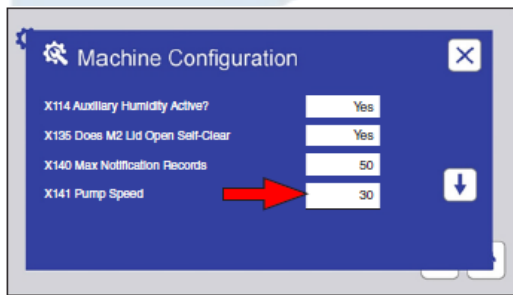 Machine Configuration
X114 Auxiliary Humidity Active? Yes
X135 Does M2 Lid Open Self-Clear Yes
X140 Max Notification Records 50
X141 Pump Speed 30